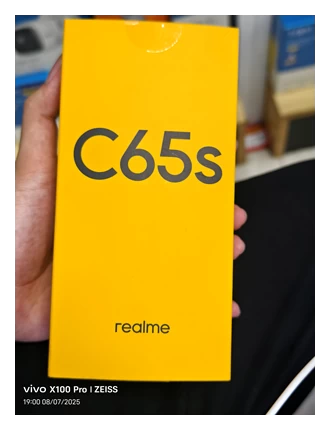 C65s
realme
vivo X100 Pro | ZEISS
19:00 08/07/2025